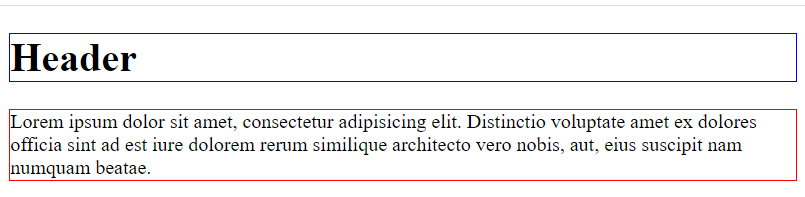 Header
Lorem ipsum dolor sit amet, consectetur adipisicing elit. Distinctio voluptate amet ex dolores
officia sint ad est iure dolorem rerum similique architecto vero nobis, aut, eius suscipit nam
numquam beatae.